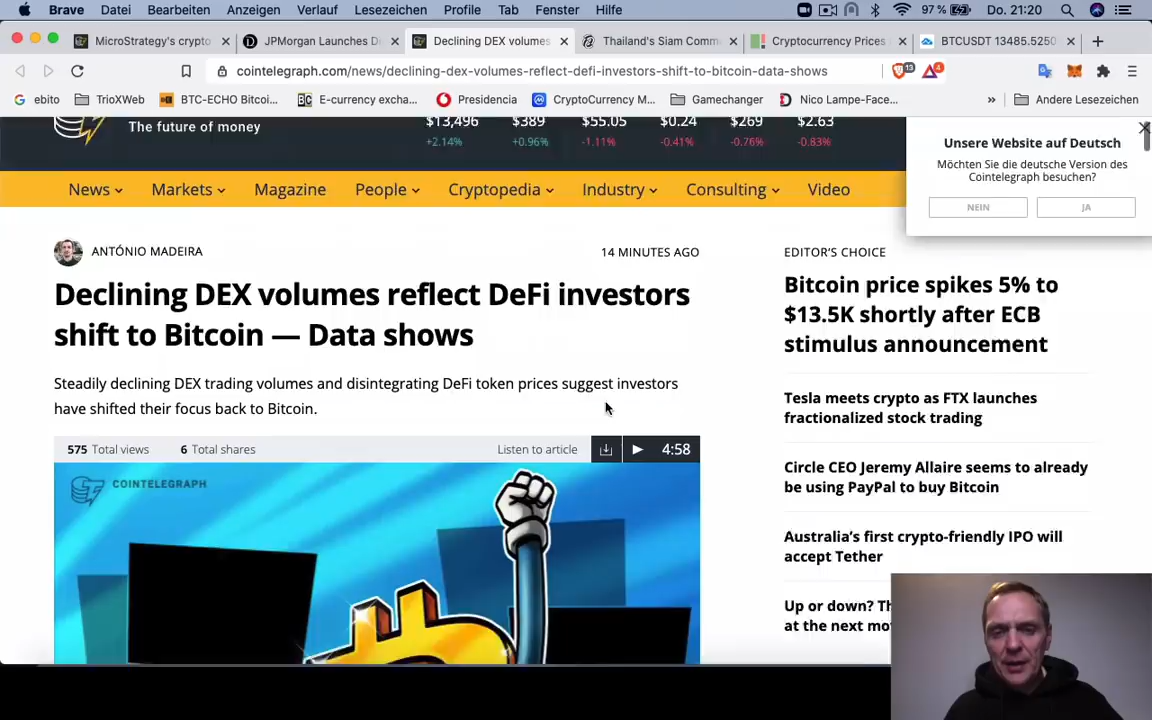 Brave Datei Bearbeiten Anzeigen Verlauf Lesezeichen Profile Tab Fenster Hilfe 97 % Do. 21:20
MicroStrategy's crypto × JPMorgan Launches Di × Declining DEX volumes × Thailand's Siam Comm × Cryptocurrency Prices × BTCUSDT 13485.5250 × +
cointelegraph.com/news/declining-dex-volumes-reflect-defi-investors-shift-to-bitcoin-data-shows
ebito TrioXWeb BTC-ECHO Bitcoi... E-currency excha... Presidencia CryptoCurrency M... Gamechanger Nico Lampe-Face... » Andere Lesezeichen
The future of money
$13,496 $389 $55.05 $0.24 $269 $2.63
+2.14% +0.96% -1.11% -0.41% -0.76% -0.83%
Unsere Website auf Deutsch
Möchten Sie die deutsche Version des
Cointelegraph besuchen?
NEIN JA
News Markets Magazine People Cryptopedia Industry Consulting Video
ANTÓNIO MADEIRA 14 MINUTES AGO
Declining DEX volumes reflect DeFi investors
shift to Bitcoin — Data shows
Steadily declining DEX trading volumes and disintegrating DeFi token prices suggest investors
have shifted their focus back to Bitcoin.
575 Total views 6 Total shares Listen to article 4:58
COINTELEGRAPH
EDITOR'S CHOICE
Bitcoin price spikes 5% to
$13.5K shortly after ECB
stimulus announcement
Tesla meets crypto as FTX launches
fractionalized stock trading
Circle CEO Jeremy Allaire seems to already
be using PayPal to buy Bitcoin
Australia's first crypto-friendly IPO will
accept Tether
Up or down?
at the next